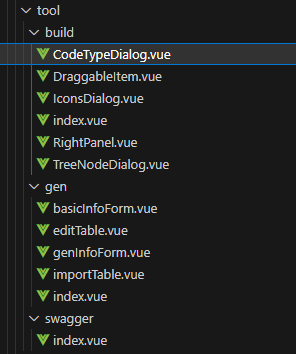 tool
build
CodeTypeDialog.vue
DraggableItem.vue
IconsDialog.vue
index.vue
RightPanel.vue
TreeNodeDialog.vue
gen
basicInfoForm.vue
editTable.vue
genInfoForm.vue
importTable.vue
index.vue
swagger
index.vue